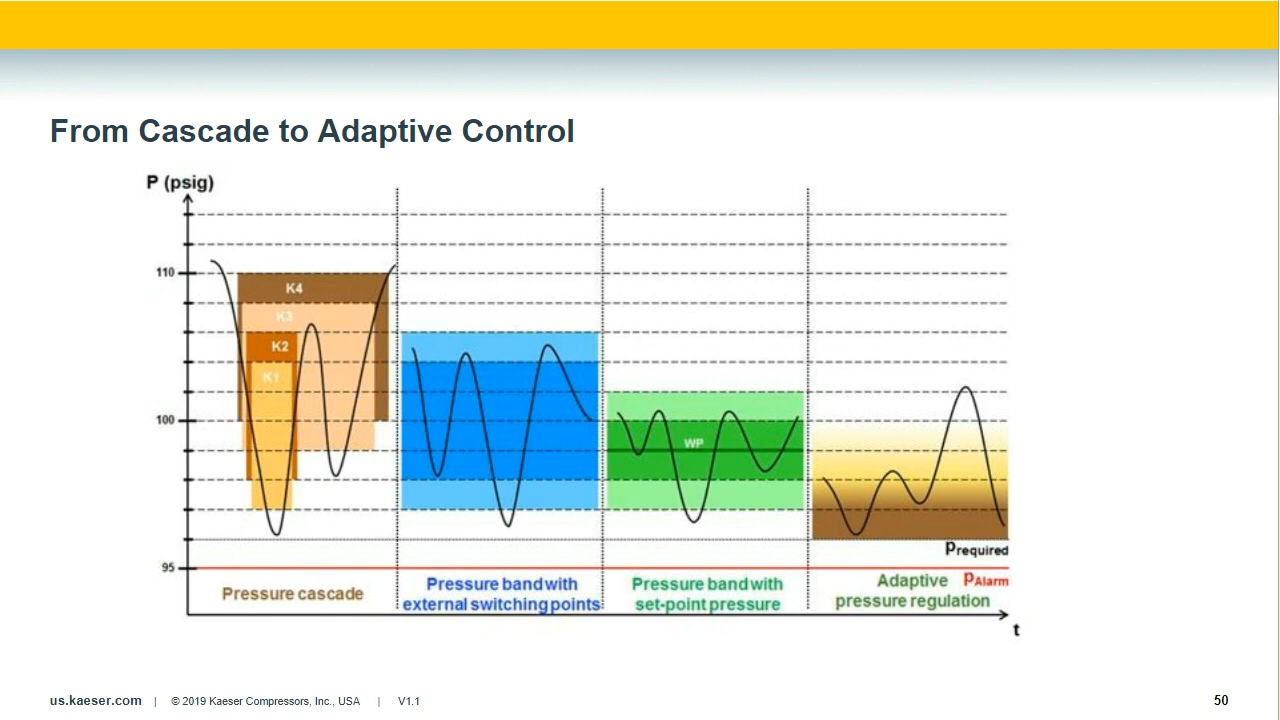 From Cascade to Adaptive Control
P (psig)
110
100
95
K4
K3
K2
K1
WP
Prequired
PAlarm
Pressure cascade
Pressure band with
external switching points
Pressure band with
set-point pressure
Adaptive
pressure regulation
t
us.kaeser.com | © 2019 Kaeser Compressors, Inc., USA | V1.1
50